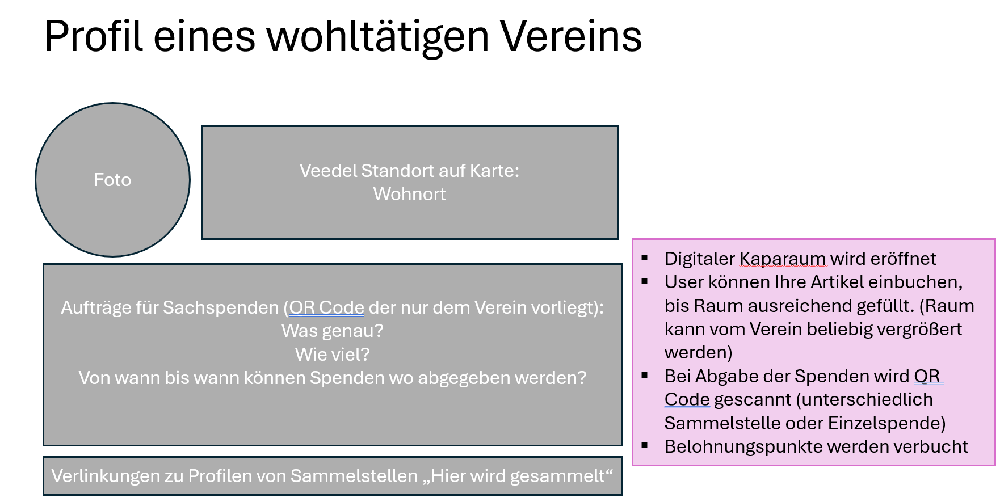 Profil eines wohltätigen Vereins
Foto
Veedel Standort auf Karte:
Wohnort
Aufträge für Sachspenden (QR Code der nur dem Verein vorliegt):
Was genau?
Wie viel?
Von wann bis wann können Spenden wo abgegeben werden?
Verlinkungen zu Profilen von Sammelstellen „Hier wird gesammelt“
▪ Digitaler Kaparaum wird eröffnet
▪ User können Ihre Artikel einbuchen,
bis Raum ausreichend gefüllt. (Raum
kann vom Verein beliebig vergrößert
werden)
▪ Bei Abgabe der Spenden wird QR
Code gescannt (unterschiedlich
Sammelstelle oder Einzelspende)
▪ Belohnungspunkte werden verbucht